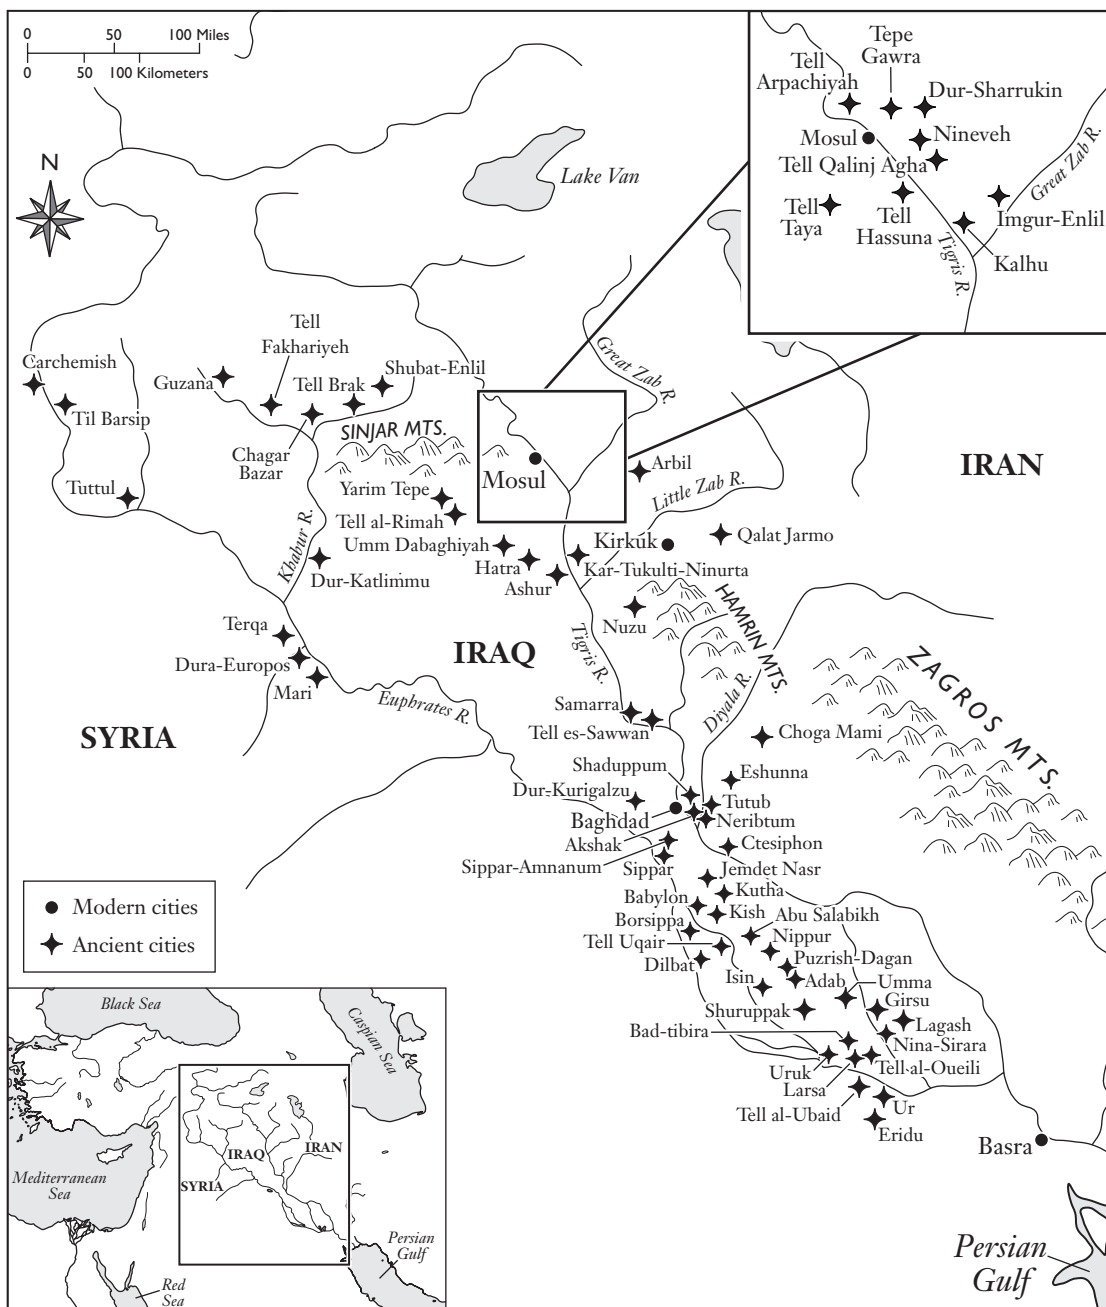 0 50 100 Miles
0 50 100 Kilometers
N
Lake Van
Tepe
Gawra
Tell
Arpachiyah
Dur-Sharrukin
Mosul
Nineveh
Tell Qalinj Agha
Great Zab R.
Tell
Taya
Tell
Hassuna
Imgur-Enlil
Tigris R.
Kalhu
Carchemish
Til Barsip
Tuttul
Guzana
Tell
Fakhariyeh
Tell Brak
Shubat-Enlil
Chagar
Bazar
SINJAR MTS.
Great Zab R.
Mosul
Arbil
IRAN
Little Zab R.
Yarim Tepe
Tell al-Rimah
Umm Dabaghiyah
Hatra
Ashur
Kirkuk
Qalat Jarmo
Kar-Tukulti-Ninurta
Khabur R.
Dur-Katlimmu
Nuzu
HAMRIN MTS.
Terqa
Dura-Europos
Mari
IRAQ
Tigris R.
Euphrates R.
SYRIA
Diyala R.
ZAGROS MTS.
Samarra
Tell es-Sawwan
Choga Mami
Shaduppum
Eshunna
Dur-Kurigalzu
Tutub
Baghdad
Neribtum
Akshak
Ctesiphon
Sippar-Amnanum
Sippar
Jemdet Nasr
Kutha
Babylon
Kish
Borsippa
Abu Salabikh
Tell Uqair
Nippur
Dilbat
Puzrish-Dagan
Isin
Adab
Umma
Girsu
Shuruppak
Lagash
Bad-tibira
Nina-Sirara
Uruk
Tell al-Oueili
Larsa
Tell al-Ubaid
Ur
Eridu
Basra
Persian
Gulf
Modern cities
Ancient cities
Black Sea
Caspian Sea
IRAQ
IRAN
SYRIA
Mediterranean
Sea
Persian
Gulf
Red
Sea